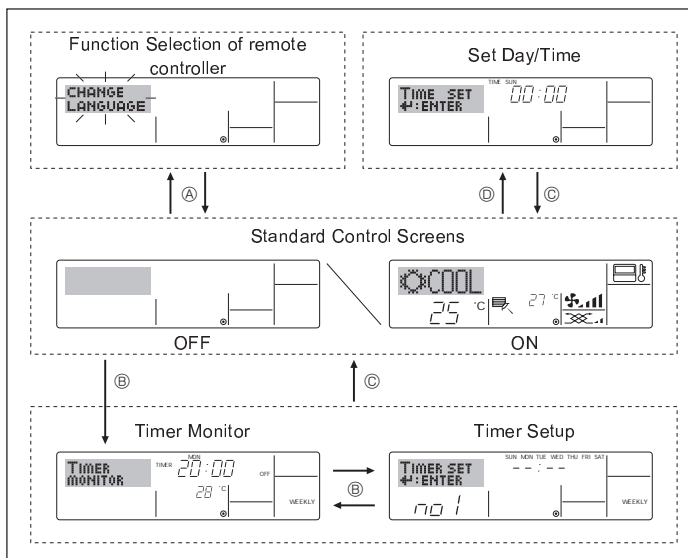 Function Selection of remote
controller
CHANGE
LANGUAGE
Set Day/Time
TIME SUN
TIME SET
↵:ENTER
00:00
Ⓐ
Ⓓ
Ⓒ
Standard Control Screens
COOL
25 °C
27 °C
OFF
ON
Ⓑ
Ⓒ
Timer Monitor
TIMER
MONITOR
MON
TIMER 20:00 OFF
28 °C
WEEKLY
Ⓑ
Timer Setup
SUN MON TUE WED THU FRI SAT
TIMER SET
↵:ENTER
--:--
no1
WEEKLY